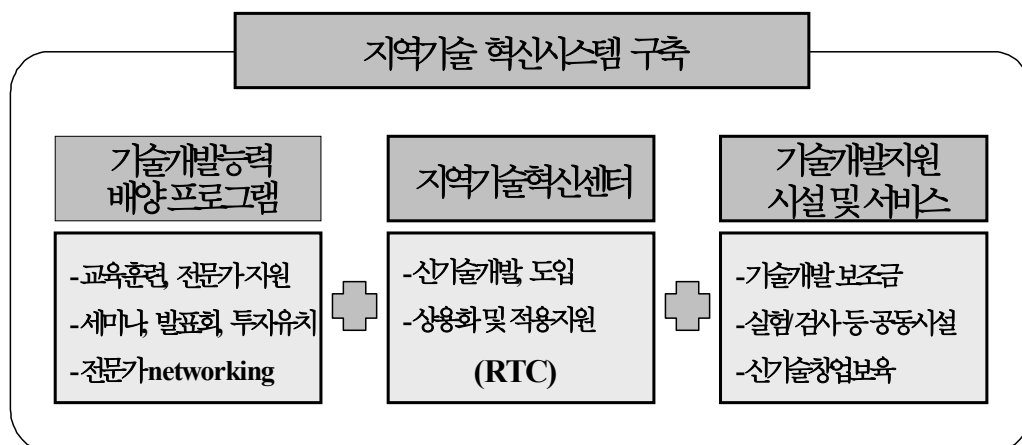 지역기술 혁신시스템 구축
기술개발능력
배양 프로그램
-교육훈련, 전문가 지원
-세미나, 발표회, 투자유치
-전문가 networking
지역기술혁신센터
-신기술개발, 도입
-상용화 및 적용지원
(RTC)
기술개발지원
시설 및 서비스
-기술개발 보조금
-실험/검사 등 공동시설
-신기술창업보육